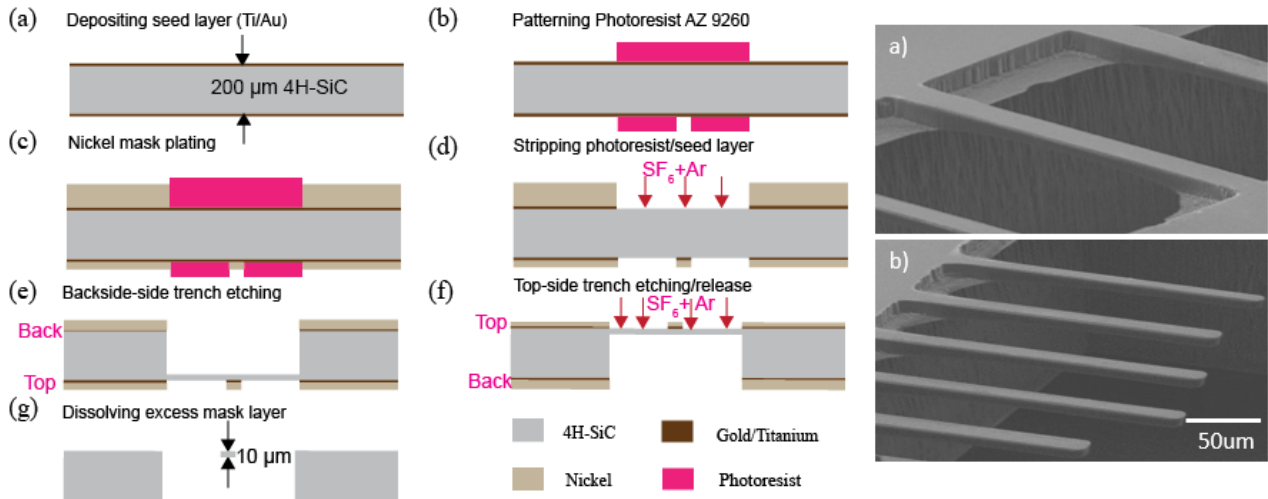 (a) Depositing seed layer (Ti/Au)
200 μm 4H-SiC
(b) Patterning Photoresist AZ 9260
(c) Nickel mask plating
(d) Stripping photoresist/seed layer
SF6+Ar
(e) Backside-side trench etching
Back
Top
(f) Top-side trench etching/release
SF6+Ar
Top
Back
(g) Dissolving excess mask layer
10 μm
4H-SiC
Gold/Titanium
Nickel
Photoresist
a)
b)
50um